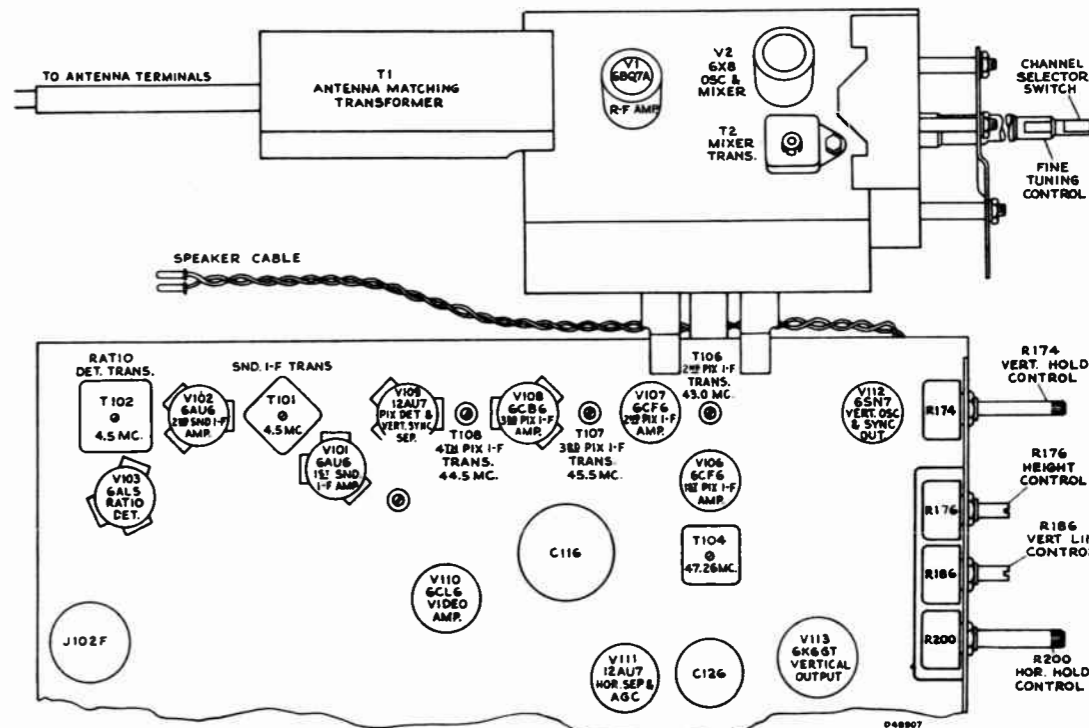 TO ANTENNA TERMINALS
T1
ANTENNA MATCHING
TRANSFORMER
V1
6BQ7A
R-F AMP.
V2
6X8
OSC &
MIXER
T2
MIXER
TRANS.
CHANNEL
SELECTOR
SWITCH
FINE
TUNING
CONTROL
SPEAKER CABLE
RATIO
DET. TRANS.
T102
4.5 MC.
V102
6AU6
2ND SND I-F
AMP.
SND. I-F TRANS
T101
4.5 MC.
V101
6AU6
1ST SND.
I-F AMP.
V103
6AL5
RATIO
DET.
V109
12AU7
PIX DET &
VERT. SYNC
SEP.
T108
4TH PIX I-F
TRANS.
44.5 MC.
V108
6CB6
3RD PIX I-F
AMP.
T107
3RD PIX I-F
TRANS.
45.5 MC.
V107
6CF6
2ND PIX I-F
AMP.
T106
2ND PIX I-F
TRANS.
43.0 MC.
V106
6CF6
1ST PIX I-F
AMP.
T104
47.26MC.
V112
6SN7
VERT. OSC
& SYNC
OUT.
R174
R174
VERT. HOLD
CONTROL
R176
R176
HEIGHT
CONTROL
R186
R186
VERT LIN
CONTROL
R200
R200
HOR. HOLD
CONTROL
C116
V110
6CL6
VIDEO
AMP.
J102F
V111
12AU7
HOR. SEP &
AGC
C126
V113
6K6GT
VERTICAL
OUTPUT
D48907